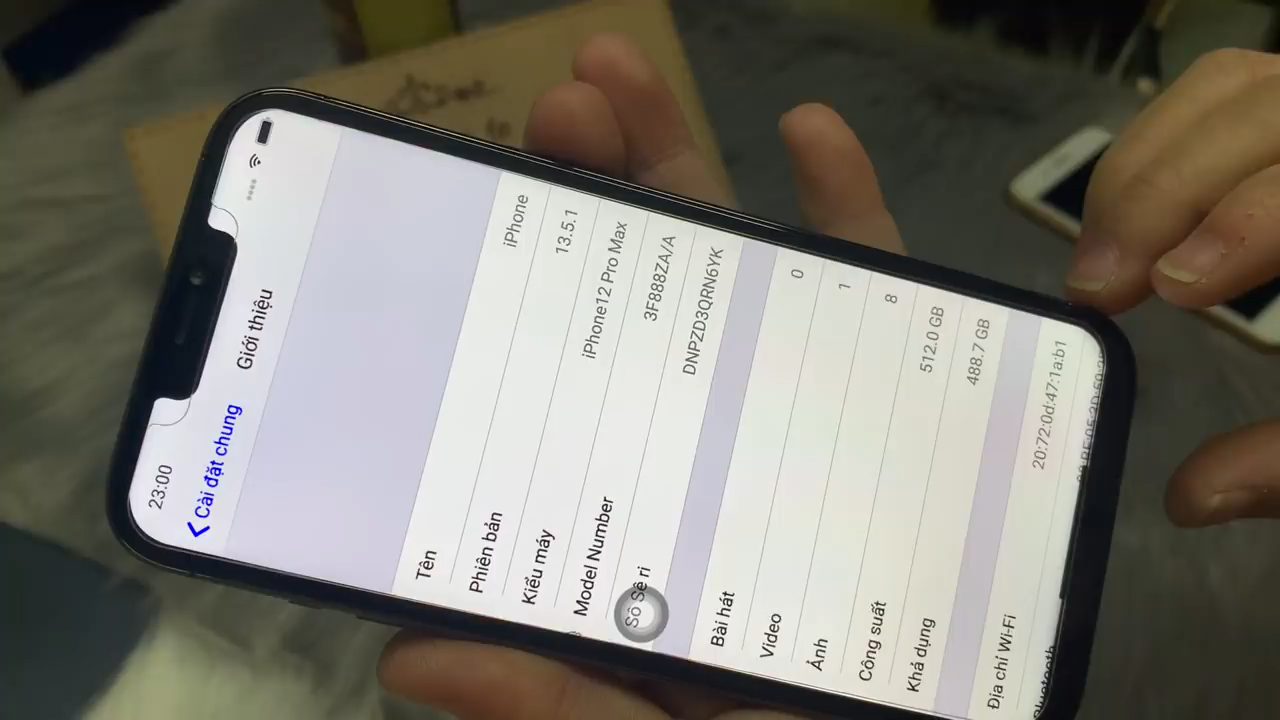 23:00
Cài đặt chung
Giới thiệu
Tên iPhone
Phiên bản 13.5.1
Kiểu máy iPhone12 Pro Max
Model Number 3F888ZA/A
Số Sê ri DNPZD3QRN6YK
Bài hát 0
Video 1
Ảnh 8
Công suất 512.0 GB
Khả dụng 488.7 GB
Địa chỉ Wi-Fi 20:72:0d:47:1a:b1
Bluetooth